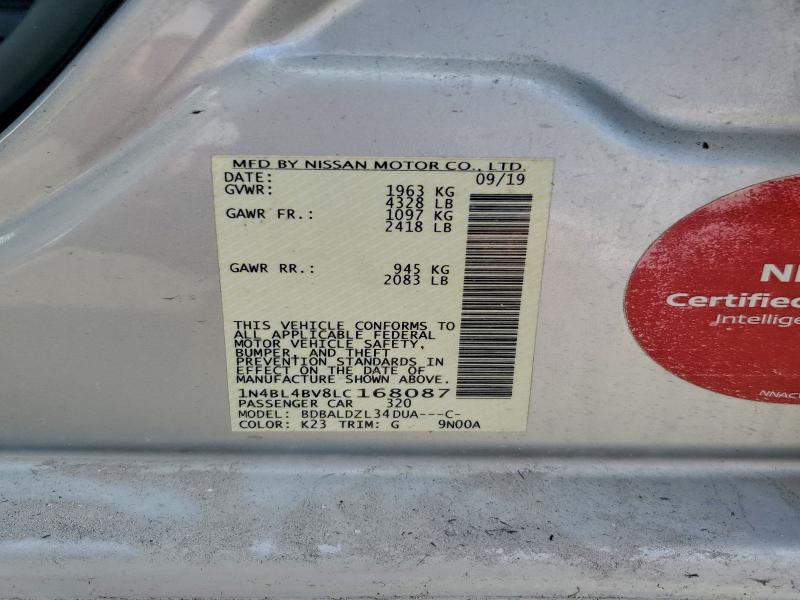 MFD BY NISSAN MOTOR CO., LTD.
DATE: 09/19
GVWR: 1963 KG
4328 LB
GAWR FR.: 1097 KG
2418 LB
GAWR RR.: 945 KG
2083 LB
THIS VEHICLE CONFORMS TO
ALL APPLICABLE FEDERAL
MOTOR VEHICLE SAFETY,
BUMPER, AND THEFT
PREVENTION STANDARDS IN
EFFECT ON THE DATE OF
MANUFACTURE SHOWN ABOVE.
1N4BL4BV8LC168087
PASSENGER CAR 320
MODEL: BDBALDZL34DUA---C-
COLOR: K23 TRIM: G 9N00A
Certified